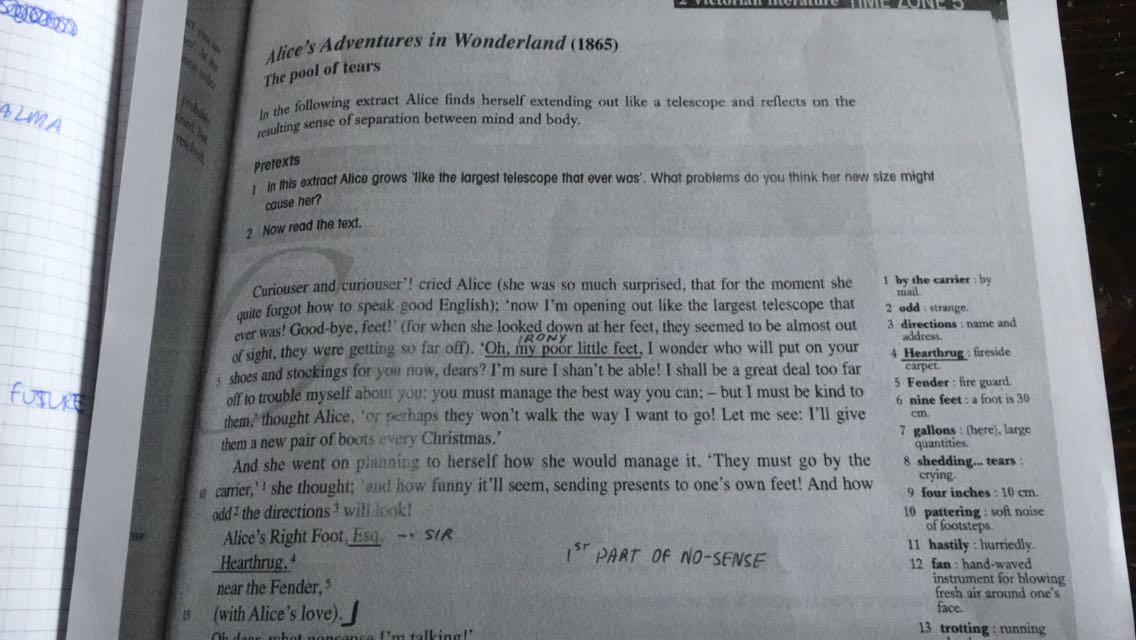 2 Victorian literature TIME ZONE 5
Alice's Adventures in Wonderland (1865)
The pool of tears
In the following extract Alice finds herself extending out like a telescope and reflects on the
resulting sense of separation between mind and body.
Pretexts
1 In this extract Alice grows 'like the largest telescope that ever was'. What problems do you think her new size might
cause her?
2 Now read the text.
Curiouser and curiouser'! cried Alice (she was so much surprised, that for the moment she
quite forgot how to speak good English); 'now I'm opening out like the largest telescope that
ever was! Good-bye, feet!' (for when she looked down at her feet, they seemed to be almost out
IRONY
of sight, they were getting so far off). 'Oh, my poor little feet, I wonder who will put on your
5 shoes and stockings for you now, dears? I'm sure I shan't be able! I shall be a great deal too far
off to trouble myself about you: you must manage the best way you can; – but I must be kind to
them,' thought Alice, 'or perhaps they won't walk the way I want to go! Let me see: I'll give
them a new pair of boots every Christmas.'
And she went on planning to herself how she would manage it. 'They must go by the
10 carrier,' 1 she thought; 'and how funny it'll seem, sending presents to one's own feet! And how
odd 2 the directions 3 will look!
Alice's Right Foot, Esq. → SIR
Hearthrug, 4
near the Fender, 5
15 (with Alice's love).
Oh dear, what nonsense I'm talking!'
1ST PART OF NO-SENSE
1 by the carrier : by
mail.
2 odd : strange.
3 directions : name and
address.
4 Hearthrug : fireside
carpet.
5 Fender : fire guard.
6 nine feet : a foot is 30
cm.
7 gallons : (here), large
quantities.
8 shedding... tears :
crying.
9 four inches : 10 cm.
10 pattering : soft noise
of footsteps.
11 hastily : hurriedly.
12 fan : hand-waved
instrument for blowing
fresh air around one's
face.
13 trotting : running
ALMA
FUTURE